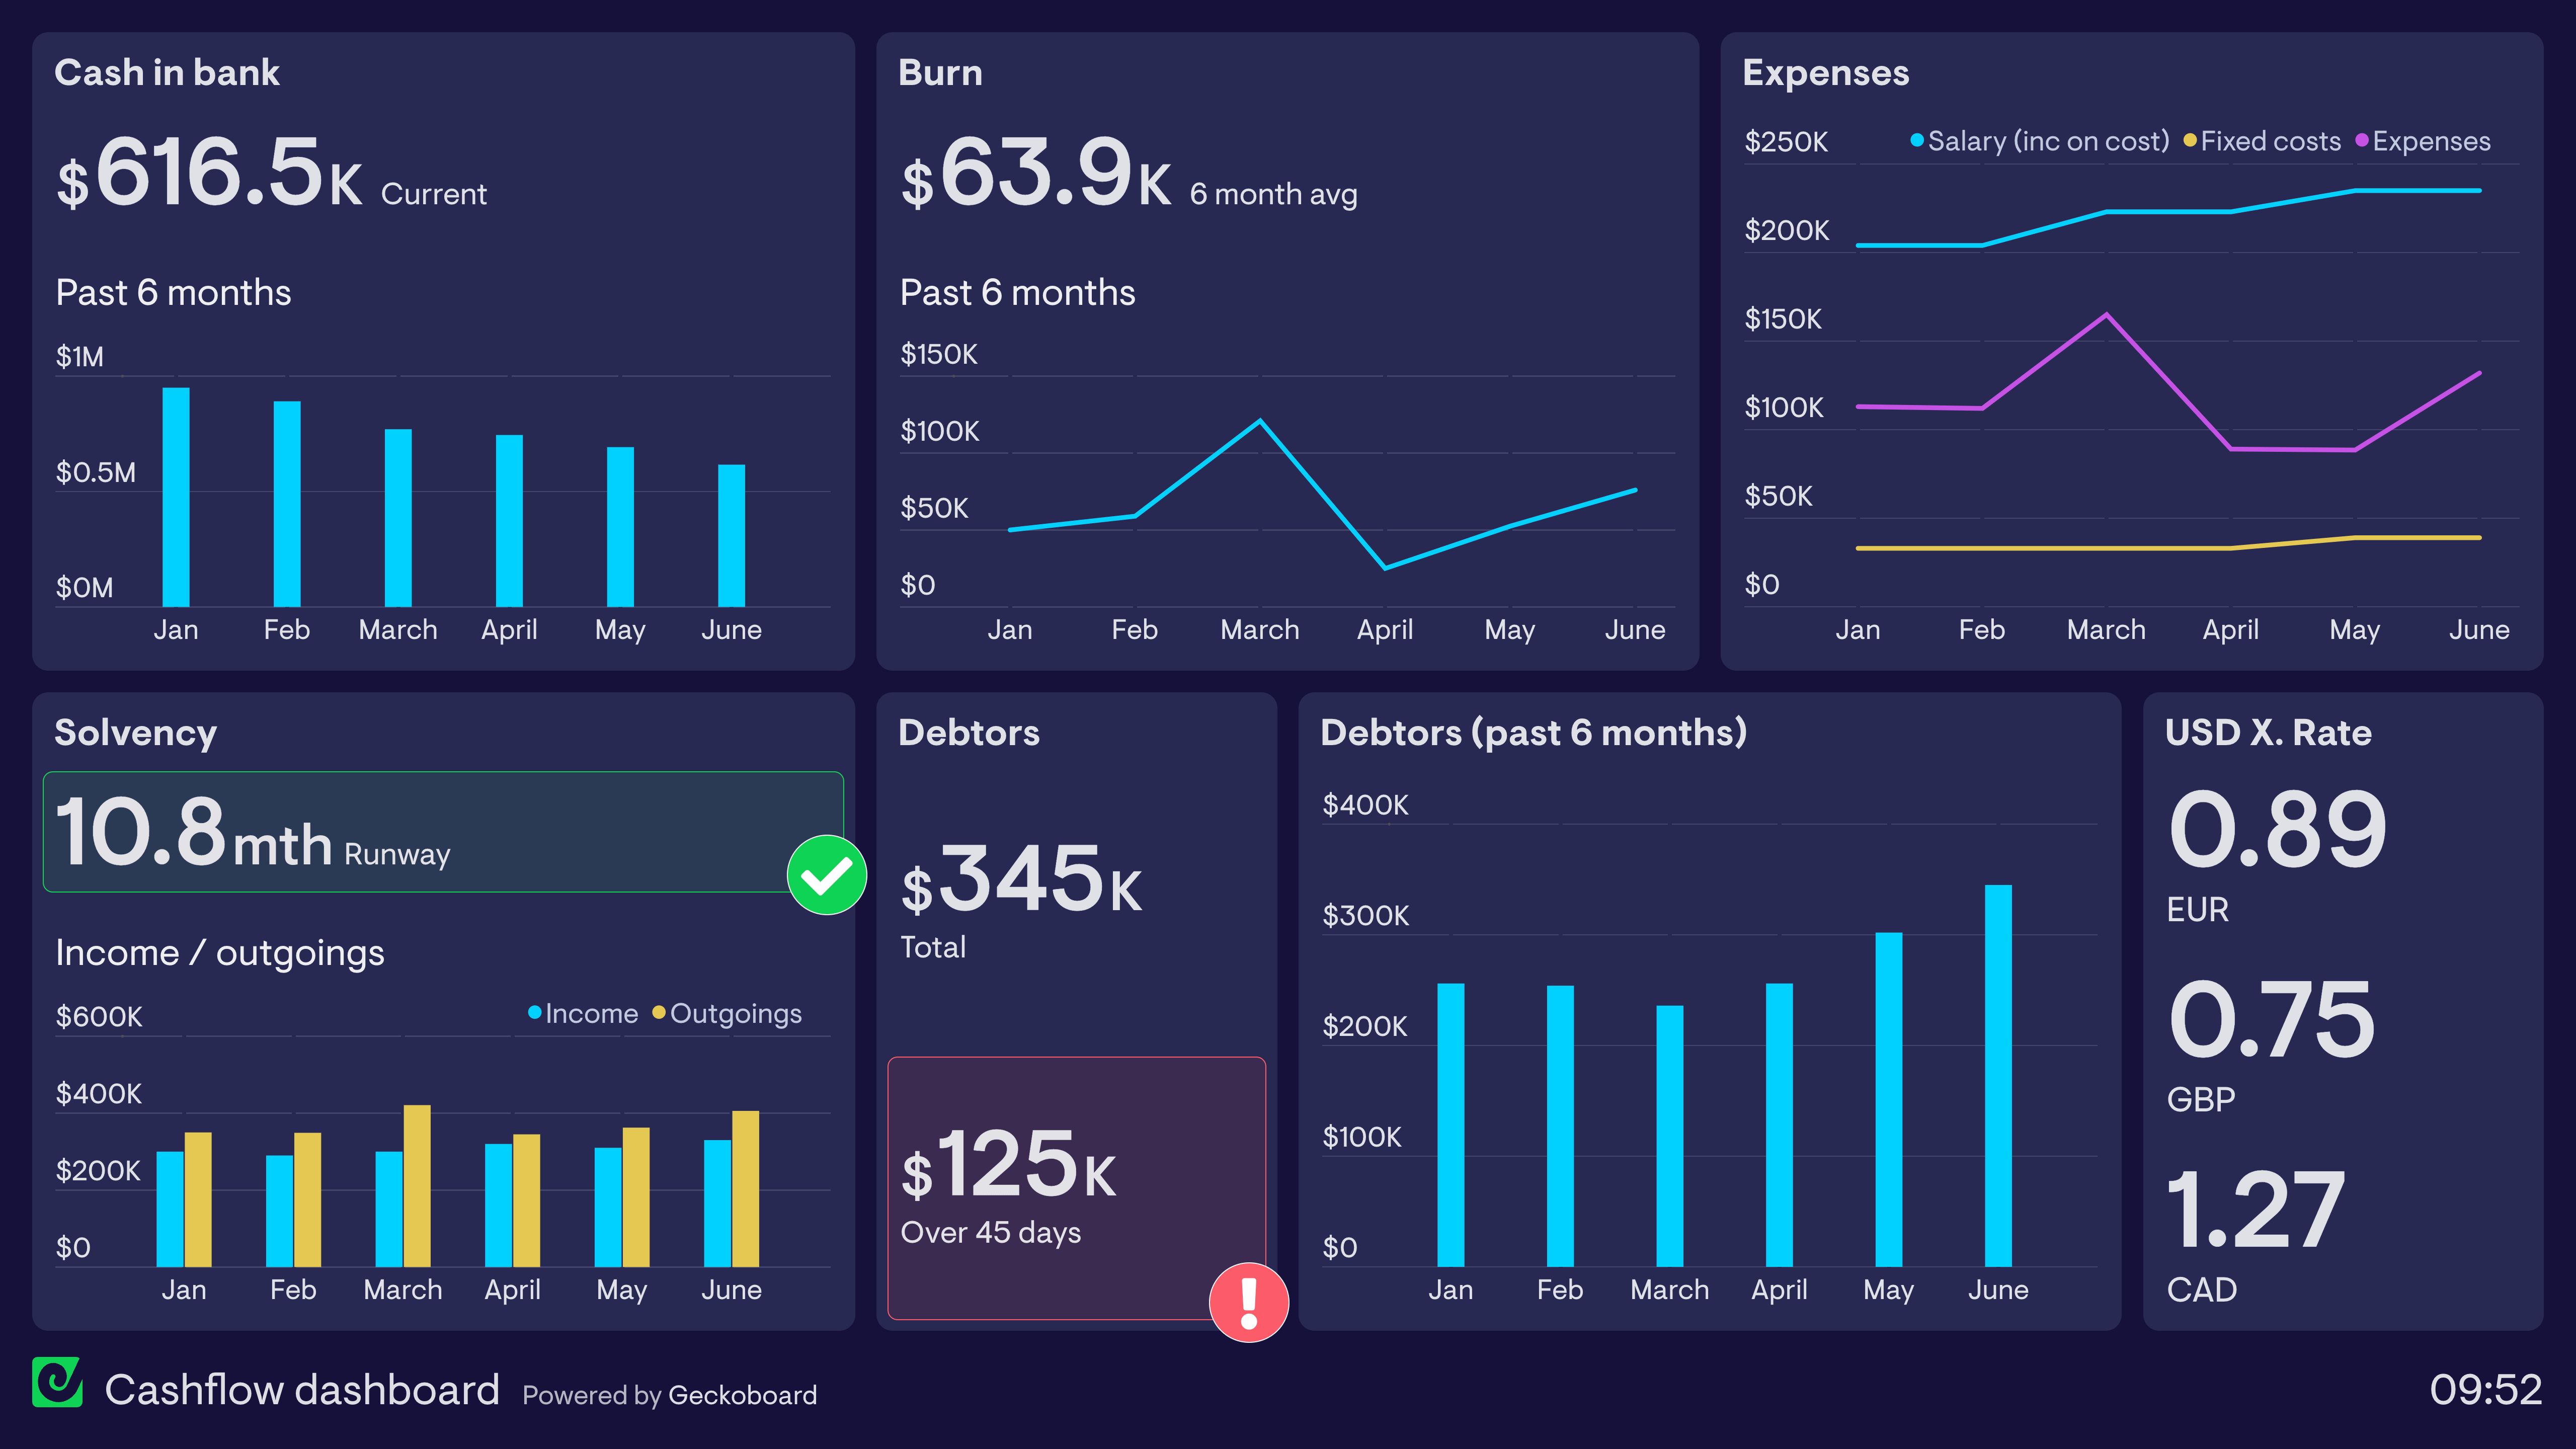 Cash in bank
$616.5K Current
Past 6 months
$1M
$0.5M
$0M
Jan Feb March April May June
Burn
$63.9K 6 month avg
Past 6 months
$150K
$100K
$50K
$0
Jan Feb March April May June
Expenses
Salary (inc on cost) Fixed costs Expenses
$250K
$200K
$150K
$100K
$50K
$0
Jan Feb March April May June
Solvency
10.8mth Runway
Income / outgoings
Income Outgoings
$600K
$400K
$200K
$0
Jan Feb March April May June
Debtors
$345K
Total
$125K
Over 45 days
!
Debtors (past 6 months)
$400K
$300K
$200K
$100K
$0
Jan Feb March April May June
USD X. Rate
0.89
EUR
0.75
GBP
1.27
CAD
Cashflow dashboard Powered by Geckoboard
09:52